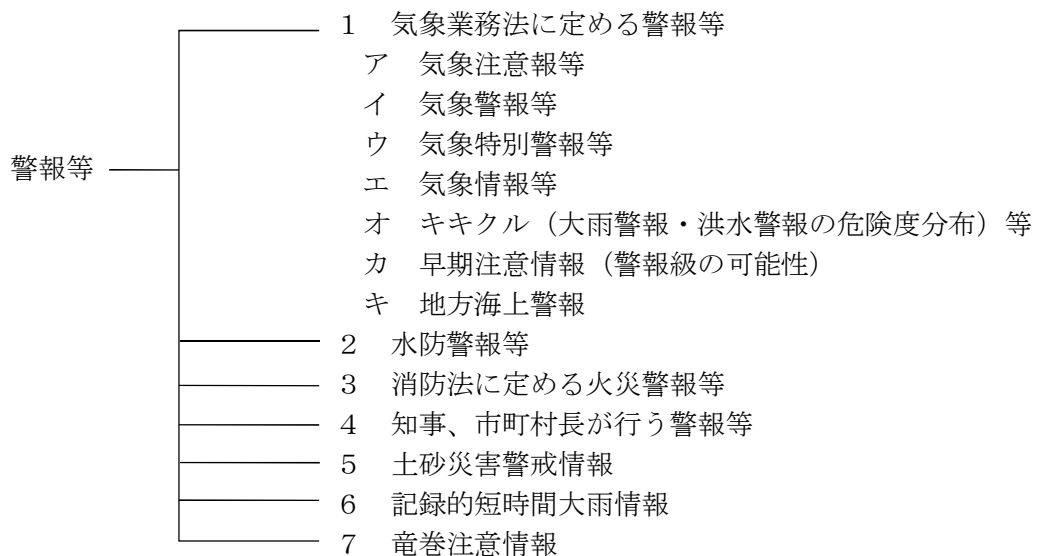 1　気象業務法に定める警報等
ア　気象注意報等
イ　気象警報等
ウ　気象特別警報等
警報等
エ　気象情報等
オ　キキクル（大雨警報・洪水警報の危険度分布）等
カ　早期注意情報（警報級の可能性）
キ　地方海上警報
２　水防警報等
３　消防法に定める火災警報等
４　知事、市町村長が行う警報等
５　土砂災害警戒情報
６　記録的短時間大雨情報
７　竜巻注意情報